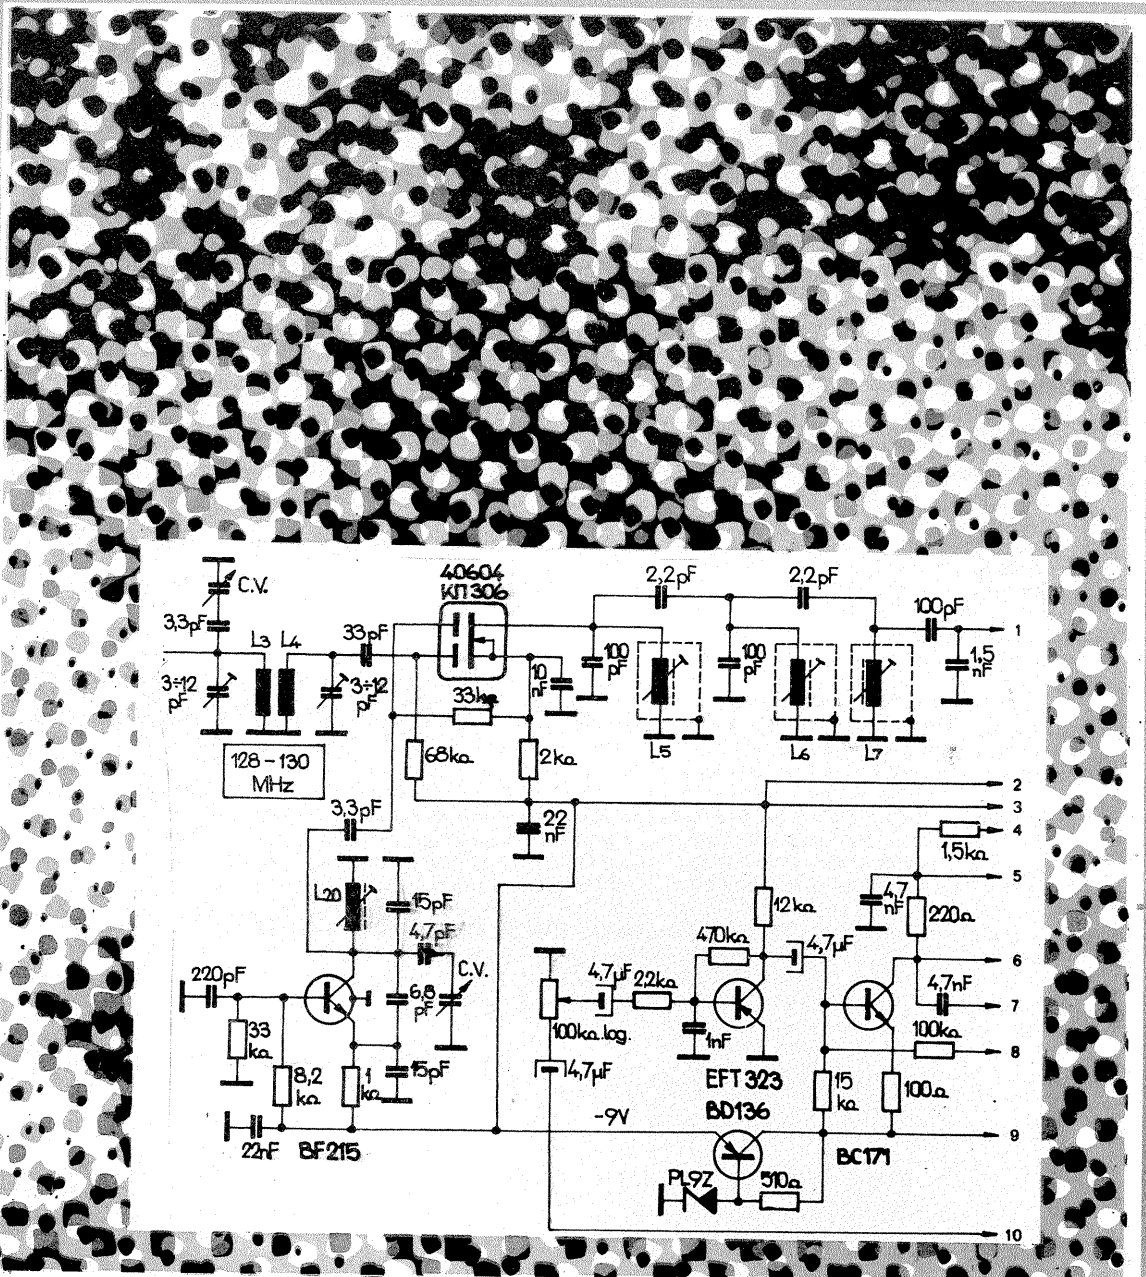 40604
КП306
C.V.
3,3pF
L3
L4
33pF
2,2pF
2,2pF
100pF
1
3÷12
pF
3÷12
pF
10
nF
100
pF
100
pF
1,5
nF
33kΩ
68kΩ
2kΩ
L5
L6
L7
128-130
MHz
2
3
3,3pF
22
nF
4
1,5kΩ
L20
15pF
12kΩ
4,7
nF
5
220Ω
4,7pF
470kΩ
4,7μF
6
220pF
C.V.
4,7μF
2,2kΩ
6,8
pF
4,7nF
7
33
kΩ
100kΩ.log.
1nF
100kΩ
8
8,2
kΩ
1
kΩ
15pF
4,7μF
EFT 323
15
kΩ
100Ω
-9V
BD136
9
22nF
BF215
BC171
PL9Z
510Ω
10